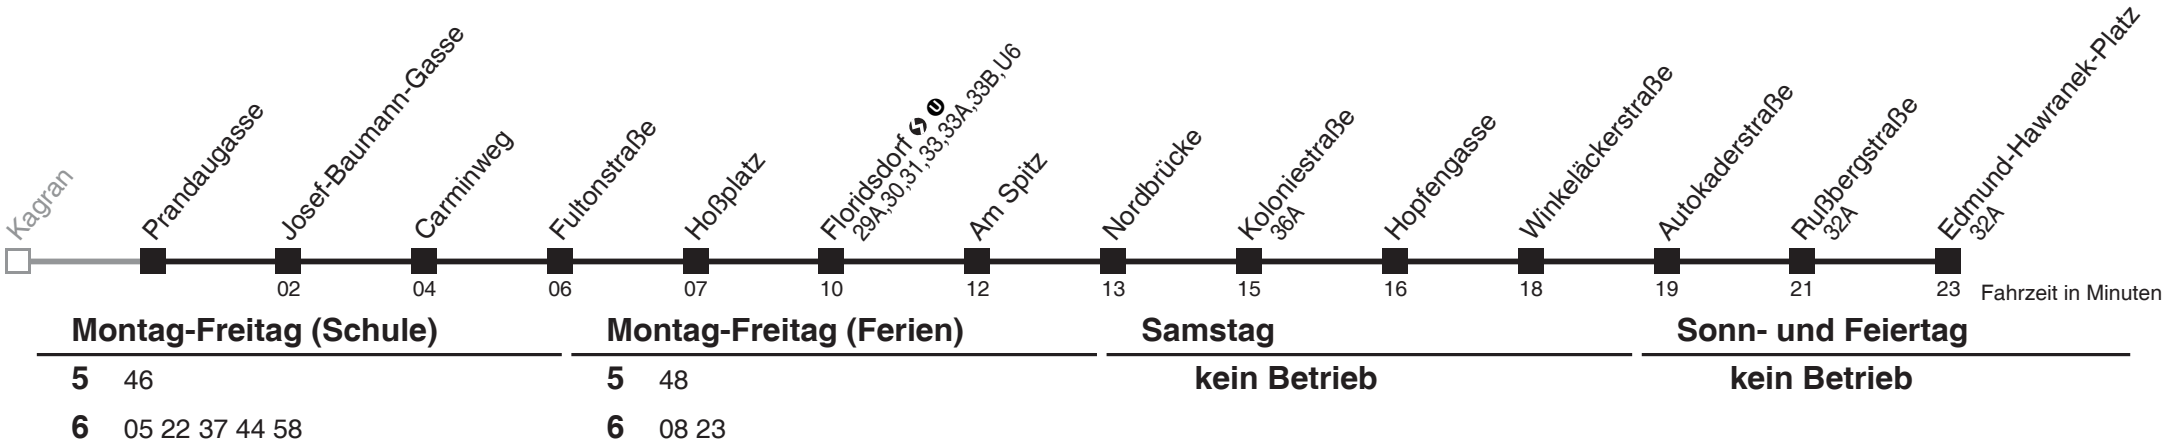 Kagran
Prandaugasse
Josef-Baumann-Gasse
Carminweg
Fultonstraße
Hoßplatz
Floridsdorf S U
29A,30,31,33,33A,33B,U6
Am Spitz
Nordbrücke
Koloniestraße
36A
Hopfengasse
Winkeläckerstraße
Autokaderstraße
Rußbergstraße
32A
Edmund-Hawranek-Platz
32A
02 04 06 07 10 12 13 15 16 18 19 21 23 Fahrzeit in Minuten
Montag-Freitag (Schule) Montag-Freitag (Ferien) Samstag Sonn- und Feiertag
5 46 5 48 kein Betrieb kein Betrieb
6 05 22 37 44 58 6 08 23